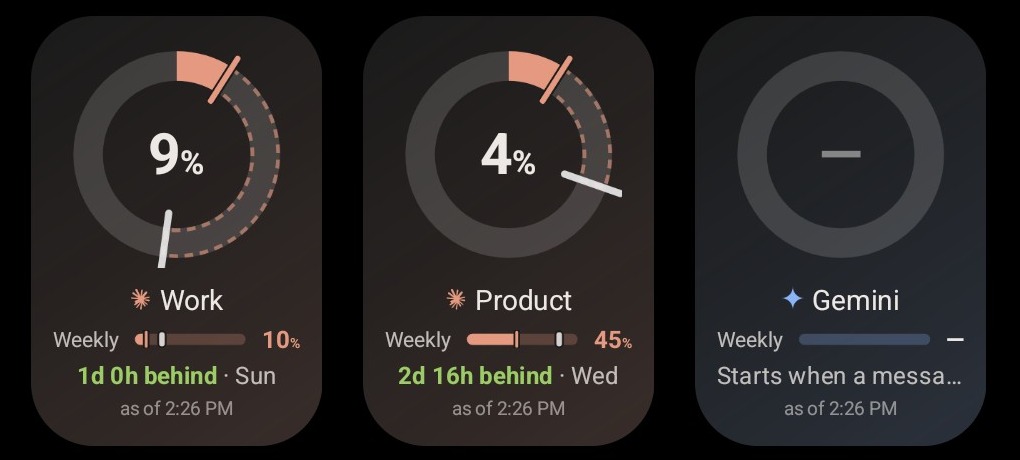 9%
Work
Weekly 10%
1d 0h behind · Sun
as of 2:26 PM
4%
Product
Weekly 45%
2d 16h behind · Wed
as of 2:26 PM
–
Gemini
Weekly –
Starts when a messa…
as of 2:26 PM